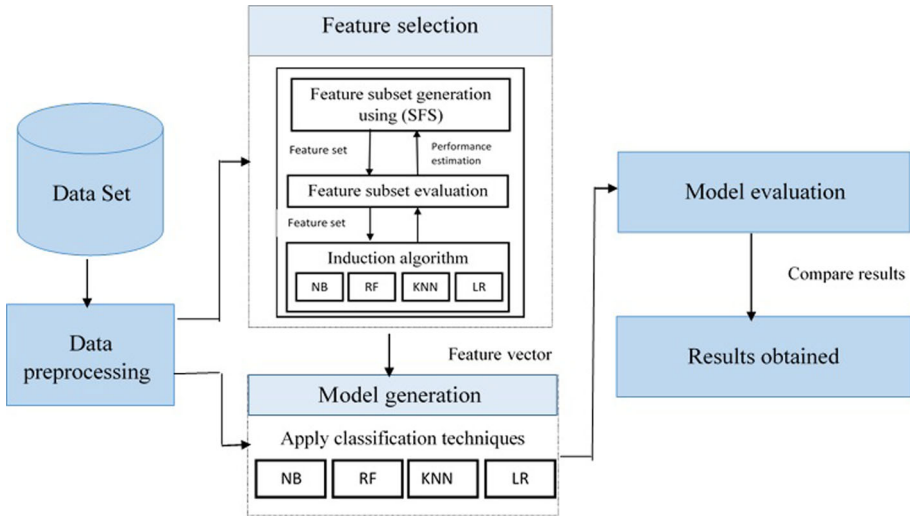 Feature selection
Feature subset generation
using (SFS)
Feature set
Performance
estimation
Feature subset evaluation
Feature set
Induction algorithm
NB
RF
KNN
LR
Data Set
Data
preprocessing
Feature vector
Model generation
Apply classification techniques
NB
RF
KNN
LR
Model evaluation
Compare results
Results obtained